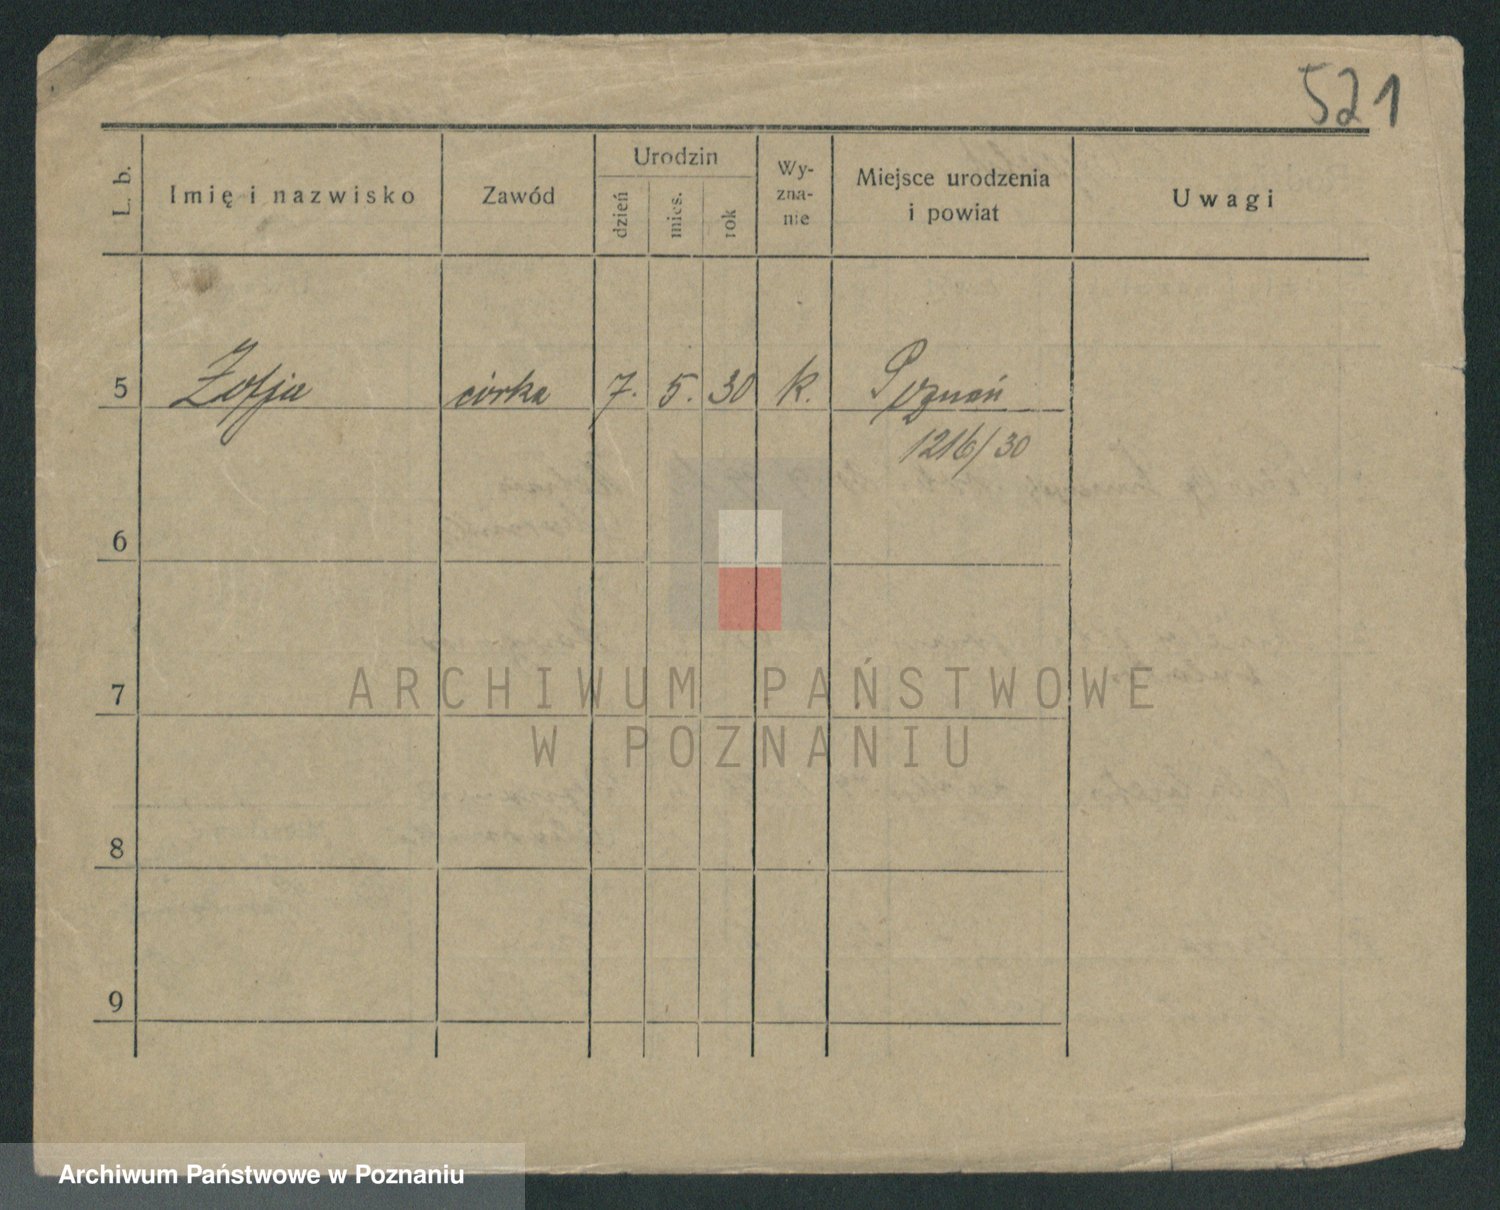 521
L. b. Imię i nazwisko Zawód Urodzin Wy-zna-nie Miejsce urodzenia i powiat Uwagi
dzień mies. rok
5 Zofja córka 7. 5. 30 k. Poznań
1216/30
6
7
8
9
ARCHIWUM PAŃSTWOWE
W POZNANIU
Archiwum Państwowe w Poznaniu